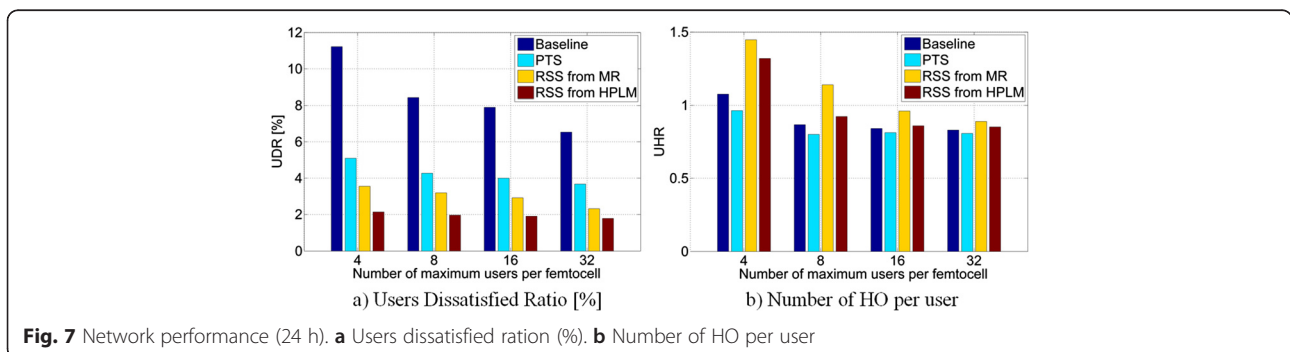 12
10
8
6
4
2
0
UDR [%]
Baseline
PTS
RSS from MR
RSS from HPLM
4 8 16 32
Number of maximum users per femtocell
a) Users Dissatisfied Ratio [%]
1.5
1
0.5
0
UHR
Baseline
PTS
RSS from MR
RSS from HPLM
4 8 16 32
Number of maximum users per femtocell
b) Number of HO per user
Fig. 7 Network performance (24 h). a Users dissatisfied ration (%). b Number of HO per user